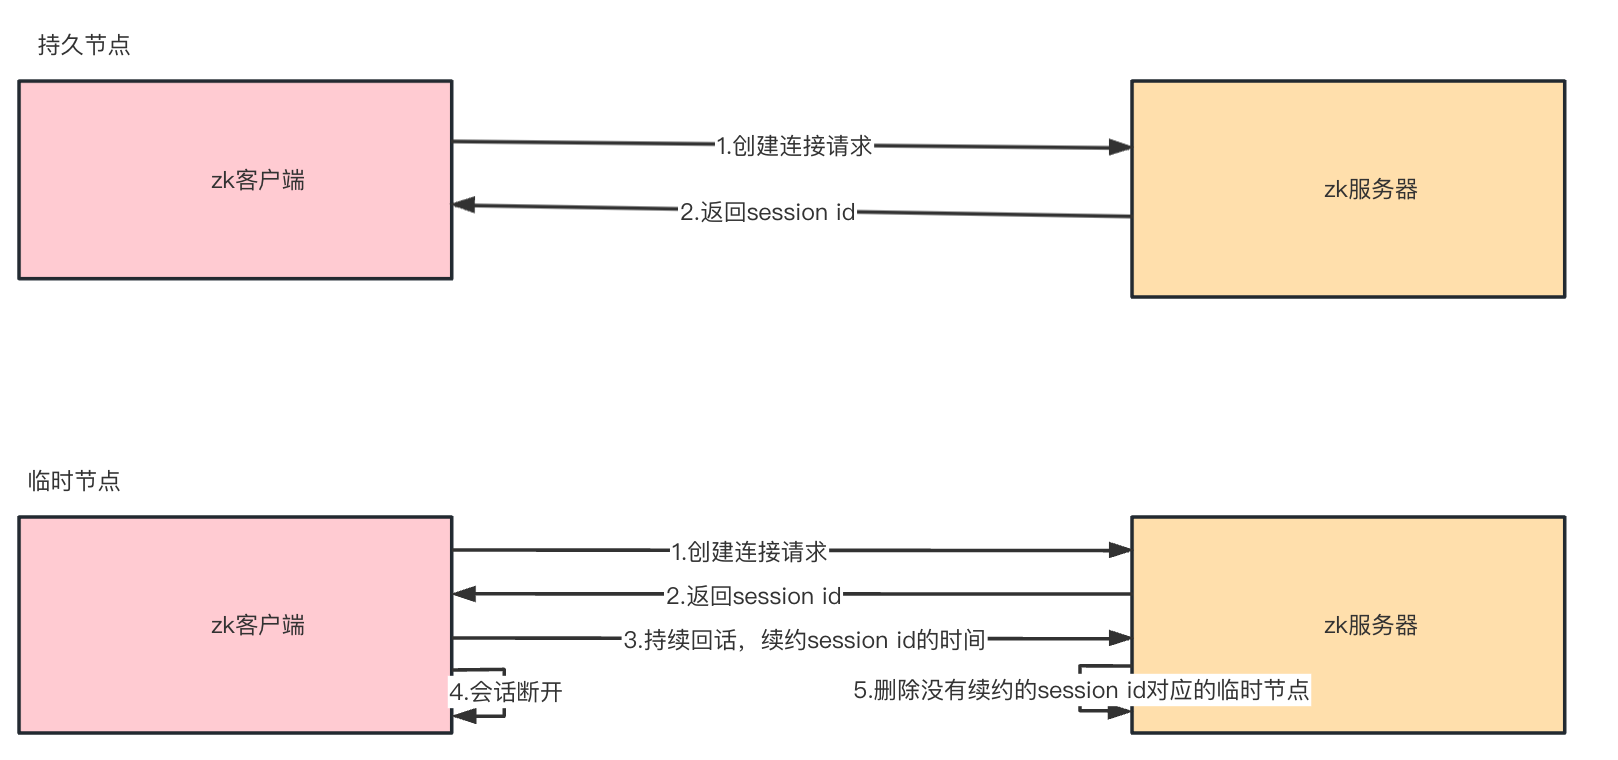 持久节点
zk客户端
1.创建连接请求
2.返回session id
zk服务器
临时节点
zk客户端
1.创建连接请求
2.返回session id
3.持续回话，续约session id的时间
4.会话断开
5.删除没有续约的session id对应的临时节点
zk服务器